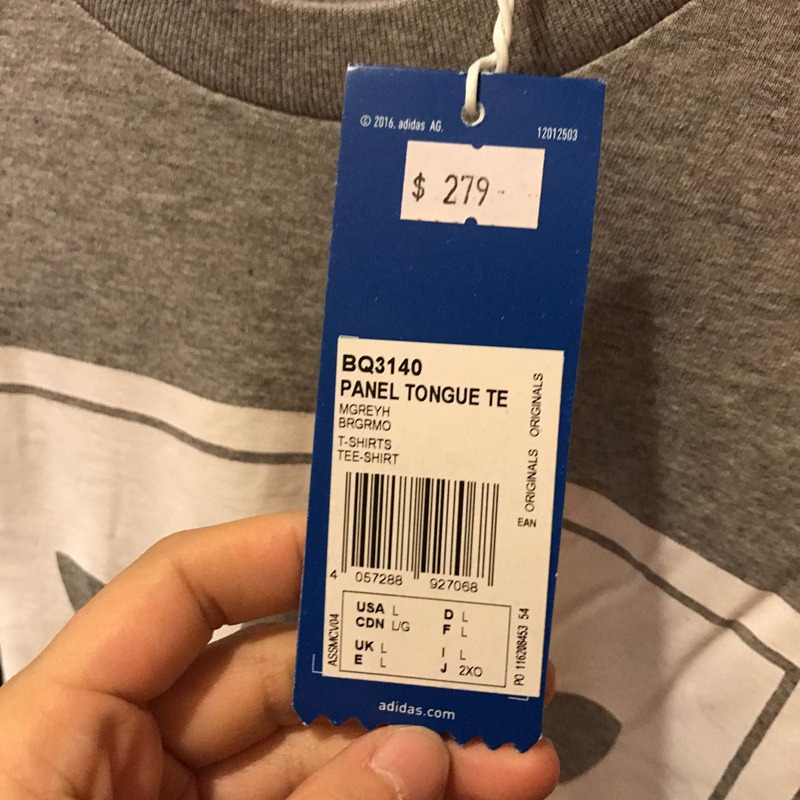 © 2016, adidas AG.
12012503
$ 279-
BQ3140
PANEL TONGUE TE
MGREYH
BRGRMO
T-SHIRTS
TEE-SHIRT
ORIGINALS ORIGINALS
EAN
4 057288 927068
ASSMCV04
USA L D L
CDN L/G F L
UK L I L
E L J 2XO
PO 116208453 54
adidas.com